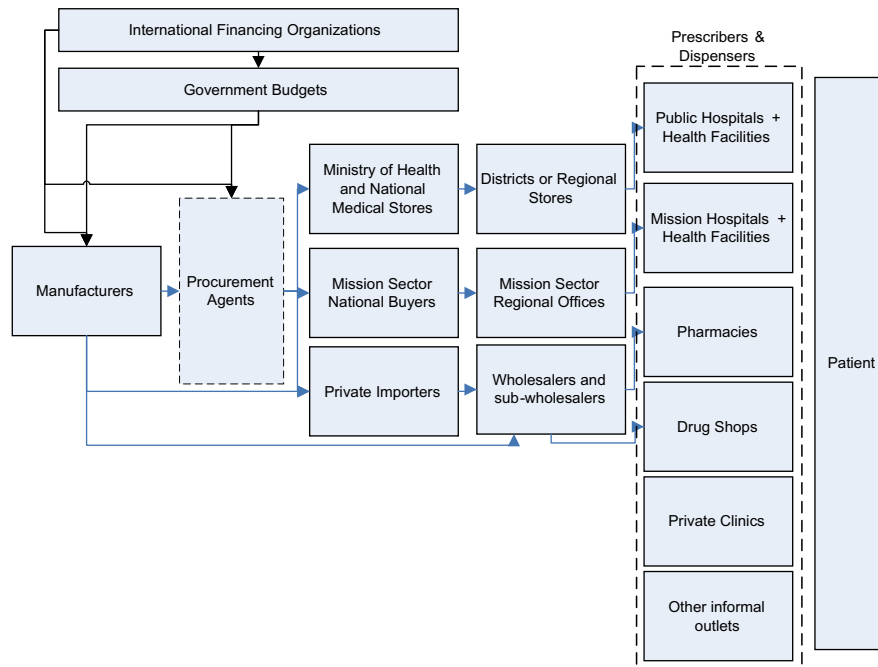 International Financing Organizations
Government Budgets
Prescribers &
Dispensers
Public Hospitals +
Health Facilities
Ministry of Health
and National
Medical Stores
Districts or Regional
Stores
Mission Hospitals +
Health Facilities
Manufacturers
Procurement
Agents
Mission Sector
National Buyers
Mission Sector
Regional Offices
Pharmacies
Patient
Private Importers
Wholesalers and
sub-wholesalers
Drug Shops
Private Clinics
Other informal
outlets